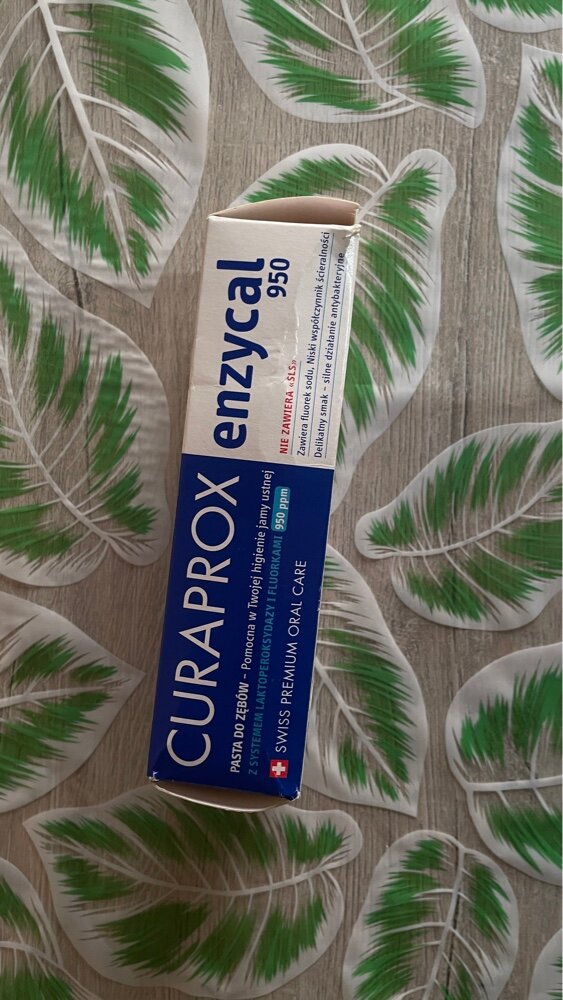 CURAPROX
enzycal
950
PASTA DO ZĘBÓW – Pomocna w Twojej higienie jamy ustnej
Z SYSTEMEM LAKTOPEROKSYDAZY I FLUORKAMI 950 ppm
SWISS PREMIUM ORAL CARE
NIE ZAWIERA «SLS»
Zawiera fluorek sodu, Niski współczynnik ścieralności
Delikatny smak – silne działanie antybakteryjne